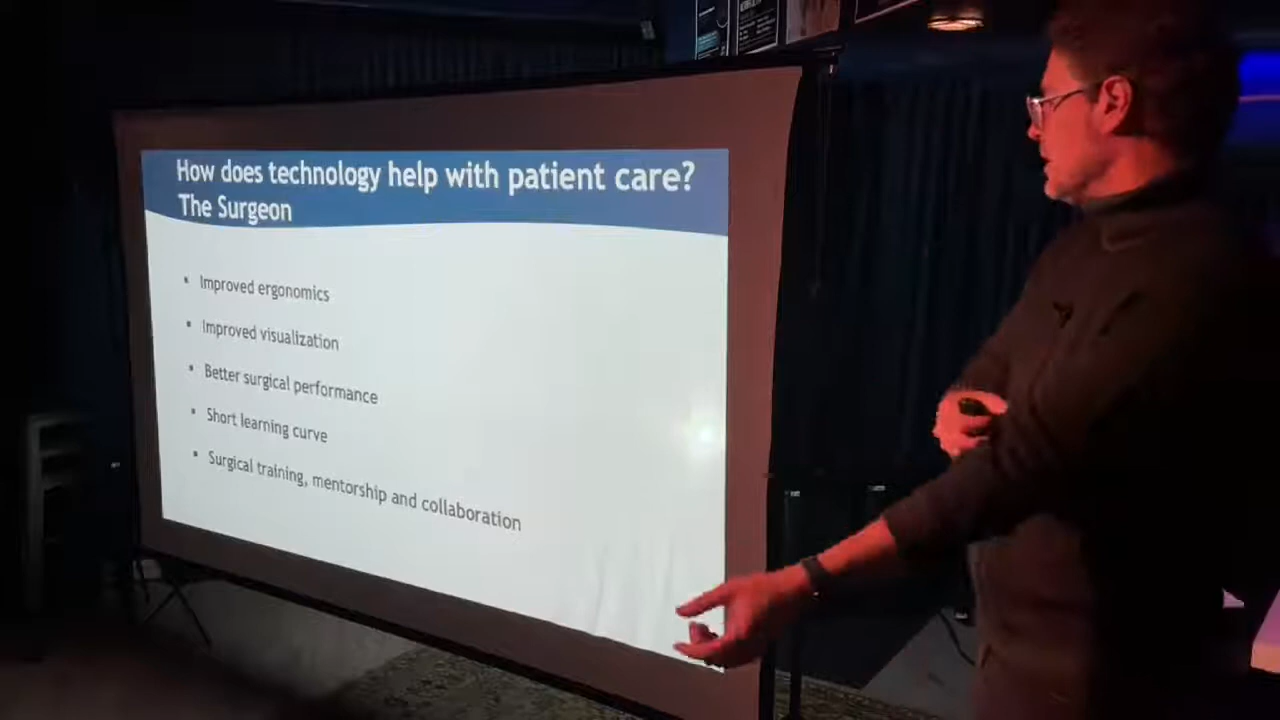 How does technology help with patient care?
The Surgeon
Improved ergonomics
Improved visualization
Better surgical performance
Short learning curve
Surgical training, mentorship and collaboration